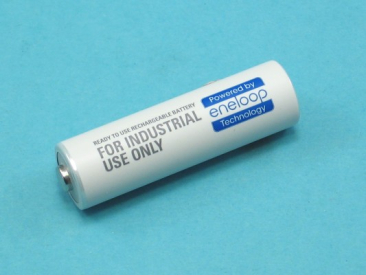 READY TO USE RECHARGEABLE BATTERY
FOR INDUSTRIAL
USE ONLY
Powered by
eneloop
Technology